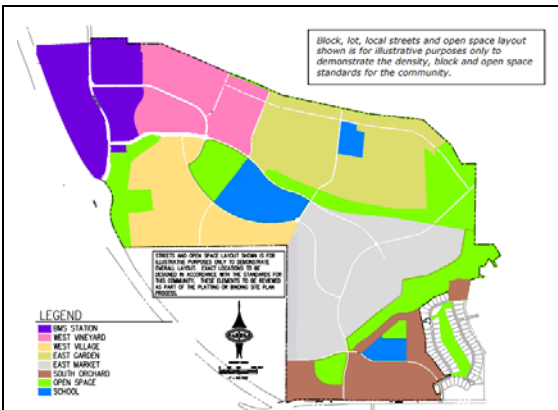 Block, lot, local streets and open space layout
shown is for illustrative purposes only to
demonstrate the density, block and open space
standards for the community.
STREETS AND OPEN SPACE LAYOUT SHOWN IS FOR
ILLUSTRATIVE PURPOSES ONLY TO DEMONSTRATE
OVERALL LAYOUT. EXACT LOCATIONS TO BE
DESIGNED IN ACCORDANCE WITH THE STANDARDS FOR
THIS COMMUNITY. THESE ELEMENTS TO BE REVIEWED
AS PART OF THE PLATTING OR BINDING SITE PLAN
PROCESS.
LEGEND
BMS STATION
WEST VINEYARD
WEST VILLAGE
EAST GARDEN
EAST MARKET
SOUTH ORCHARD
OPEN SPACE
SCHOOL